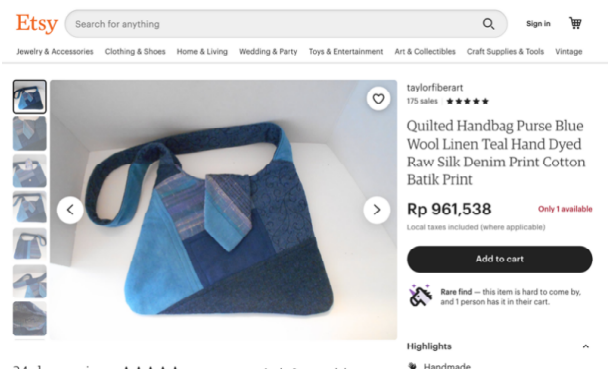 Etsy
Search for anything
Sign in
Jewelry & Accessories Clothing & Shoes Home & Living Wedding & Party Toys & Entertainment Art & Collectibles Craft Supplies & Tools Vintage
taylorfiberart
175 sales
Quilted Handbag Purse Blue
Wool Linen Teal Hand Dyed
Raw Silk Denim Print Cotton
Batik Print
Rp 961,538 Only 1 available
Local taxes included (where applicable)
Add to cart
Rare find — this item is hard to come by,
and 1 person has it in their cart.
Highlights
Handmade